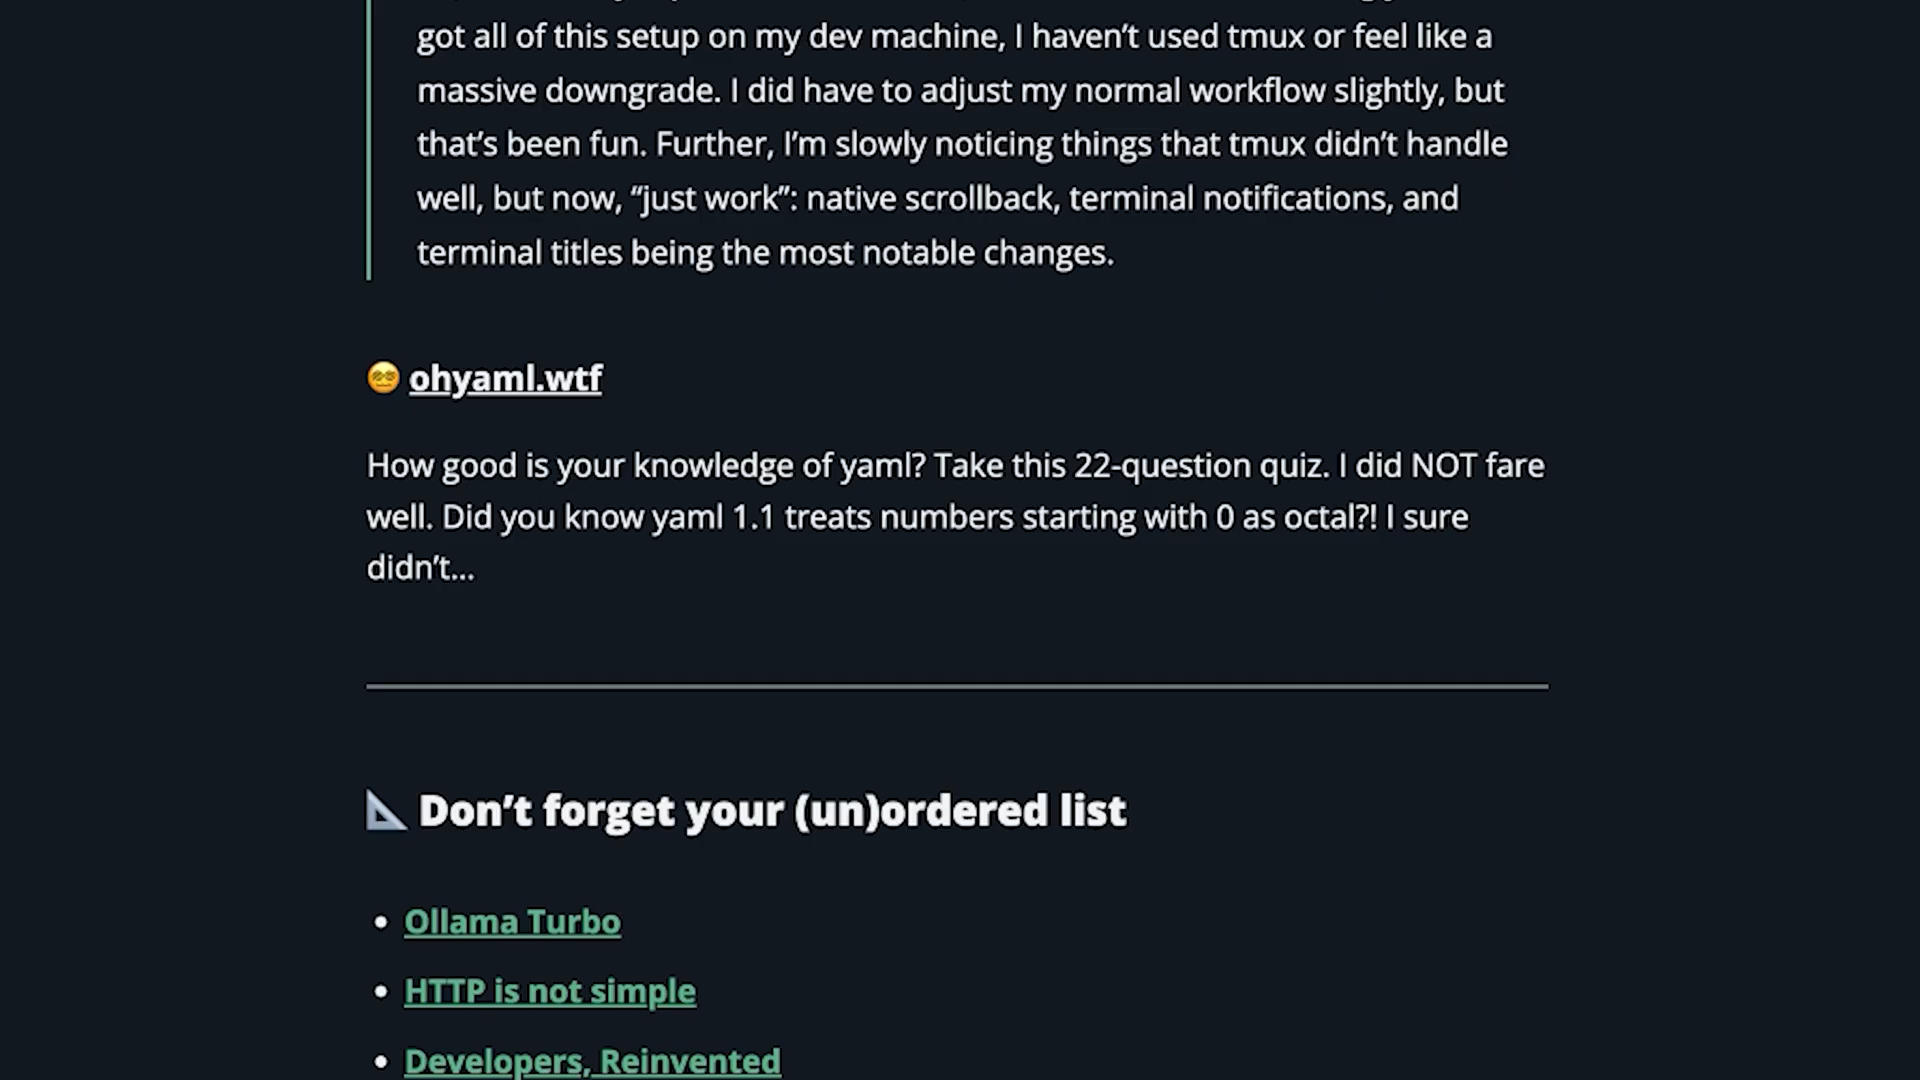 got all of this setup on my dev machine, I haven’t used tmux or feel like a
massive downgrade. I did have to adjust my normal workflow slightly, but
that’s been fun. Further, I’m slowly noticing things that tmux didn’t handle
well, but now, “just work”: native scrollback, terminal notifications, and
terminal titles being the most notable changes.
ohyaml.wtf
How good is your knowledge of yaml? Take this 22-question quiz. I did NOT fare
well. Did you know yaml 1.1 treats numbers starting with 0 as octal?! I sure
didn’t…
Don’t forget your (un)ordered list
• Ollama Turbo
• HTTP is not simple
• Developers, Reinvented